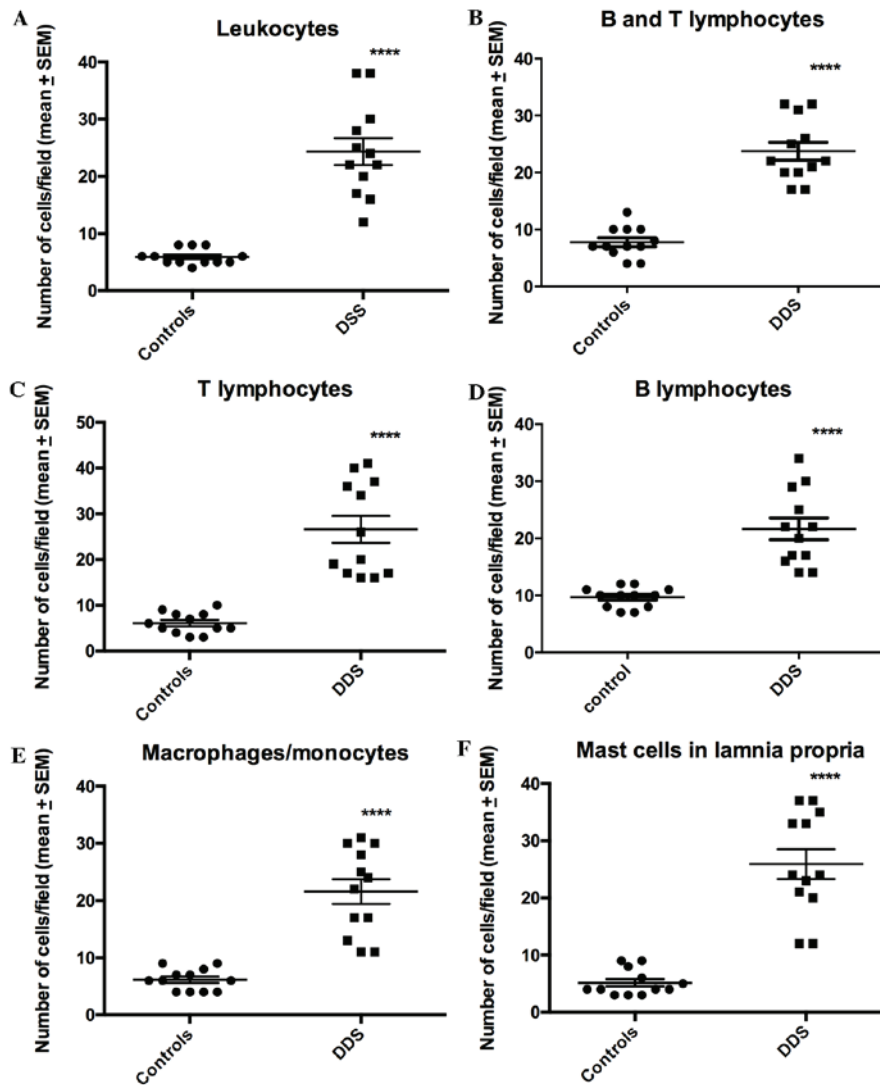 A
Leukocytes
Number of cells/field (mean ± SEM)
40
30
20
10
0
****
Controls
DSS
B
B and T lymphocytes
Number of cells/field (mean ± SEM)
40
30
20
10
0
****
Controls
DDS
C
T lymphocytes
Number of cells/field (mean ± SEM)
50
40
30
20
10
0
****
Controls
DDS
D
B lymphocytes
Number of cells/field (mean ± SEM)
40
30
20
10
0
****
control
DDS
E
Macrophages/monocytes
Number of cells/field (mean ± SEM)
40
30
20
10
0
****
Controls
DDS
F
Mast cells in lamnia propria
Number of cells/field (mean ± SEM)
40
30
20
10
0
****
Controls
DDS